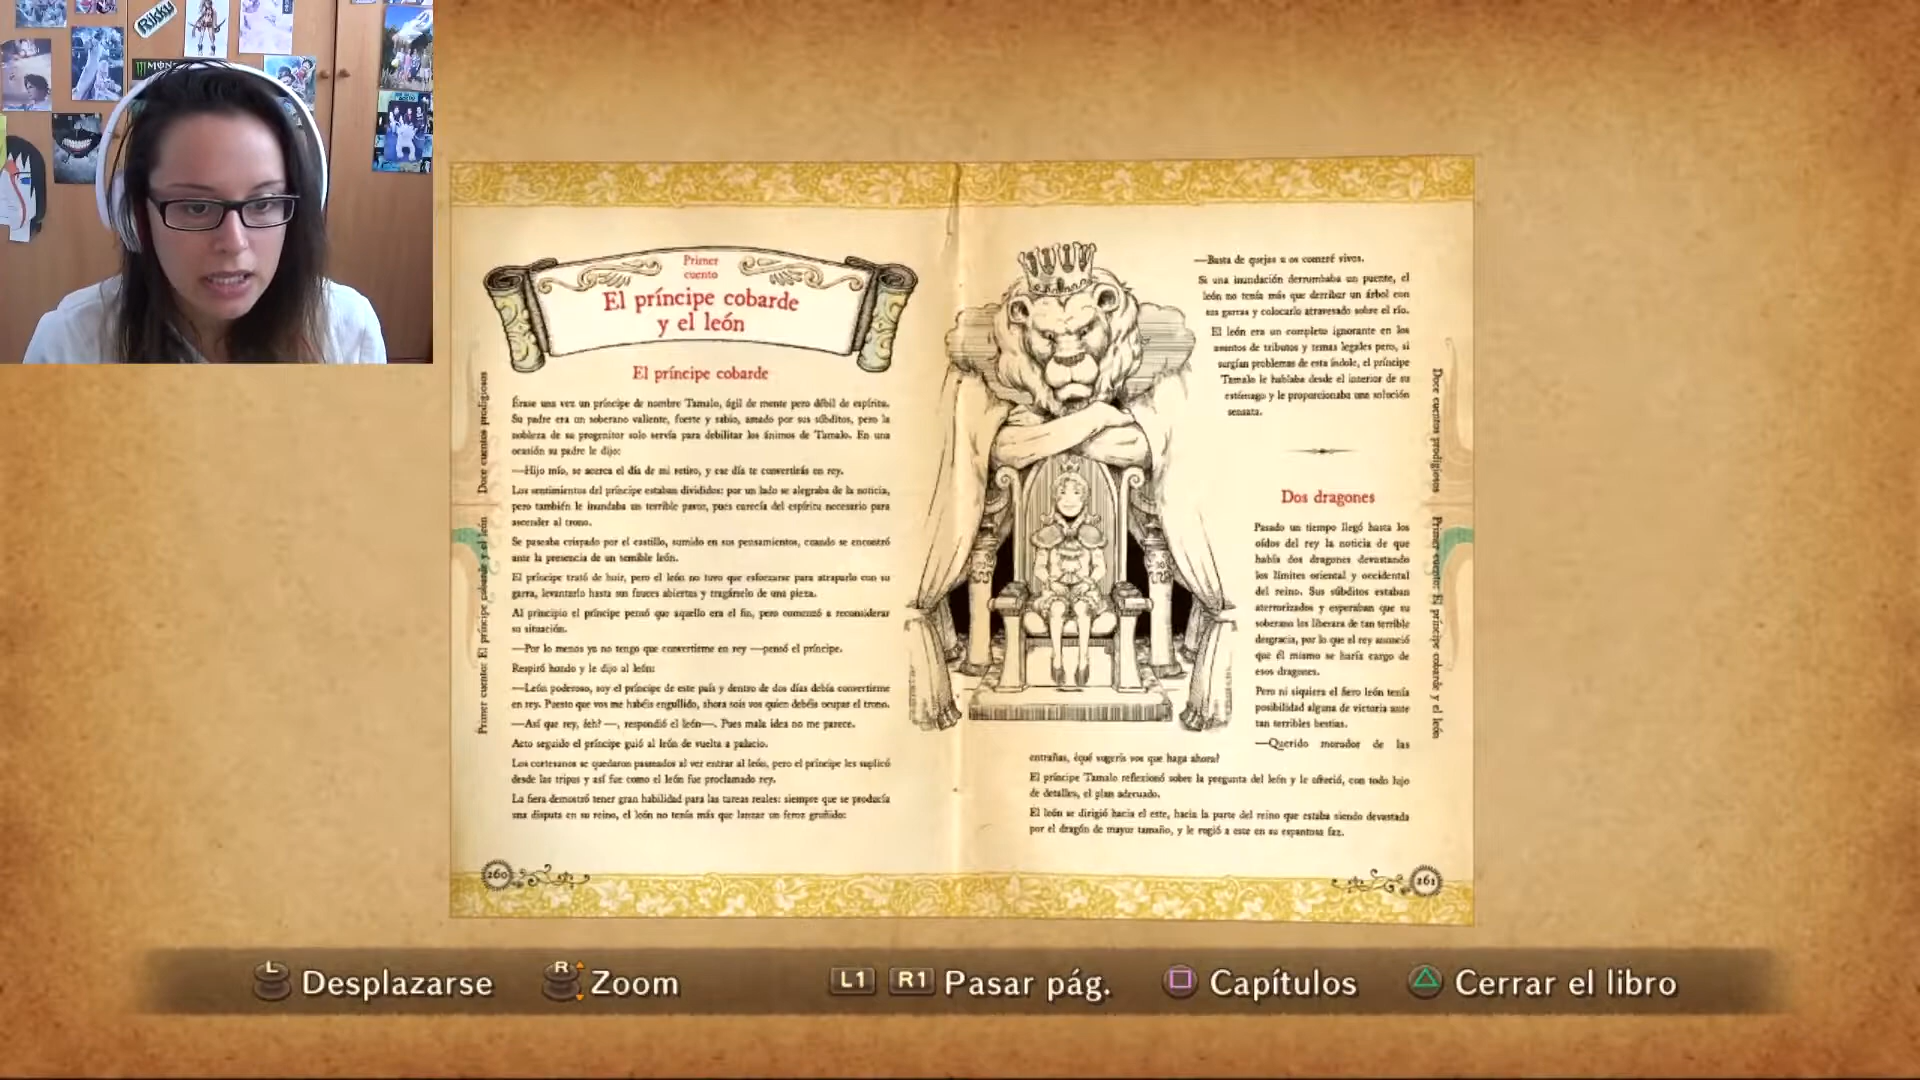 Rikku
MONS
Primer
cuento
El príncipe cobarde
y el león
El príncipe cobarde
Érase una vez un príncipe de nombre Tamalo, ágil de mente pero débil de espíritu.
Su padre era un soberano valiente, fuerte y sabio, amado por sus súbditos, pero la
nobleza de su progenitor solo servía para debilitar los ánimos de Tamalo. En una
ocasión su padre le dijo:
—Hijo mío, se acerca el día de mi retiro, y ese día te convertirás en rey.
Los sentimientos del príncipe estaban divididos: por un lado se alegraba de la noticia,
pero también le inundaba un terrible pavor, pues carecía del espíritu necesario para
ascender al trono.
Se paseaba crispado por el castillo, sumido en sus pensamientos, cuando se encontró
ante la presencia de un temible león.
El príncipe trató de huir, pero el león no tuvo que esforzarse para atraparlo con su
garra, levantarlo hasta sus fauces abiertas y tragárselo de una pieza.
Al principio el príncipe pensó que aquello era el fin, pero comenzó a reconsiderar
su situación.
—Por lo menos ya no tengo que convertirme en rey —pensó el príncipe.
Respiró hondo y le dijo al león:
—León poderoso, soy el príncipe de este país y dentro de dos días debía convertirme
en rey. Puesto que vos me habéis engullido, ahora sois vos quien debéis ocupar el trono.
—Así que rey, ¿eh? —, respondió el león—. Pues mala idea no me parece.
Acto seguido el príncipe guió al león de vuelta a palacio.
Los cortesanos se quedaron pasmados al ver entrar al león, pero el príncipe les suplicó
desde las tripas y así fue como el león fue proclamado rey.
La fiera demostró tener gran habilidad para las tareas reales: siempre que se producía
una disputa en su reino, el león no tenía más que lanzar un feroz gruñido:
Primer cuento: El príncipe cobarde y el león Doce cuentos prodigiosos
260
—Basta de quejas u os comeré vivos.
Si una inundación derrumbaba un puente, el
león no tenía más que derribar un árbol con
sus garras y colocarlo atravesado sobre el río.
El león era un completo ignorante en los
asuntos de tributos y temas legales pero, si
surgían problemas de esta índole, el príncipe
Tamalo le hablaba desde el interior de su
estómago y le proporcionaba una solución
sensata.
Dos dragones
Pasado un tiempo llegó hasta los
oídos del rey la noticia de que
había dos dragones devastando
los límites oriental y occidental
del reino. Sus súbditos estaban
aterrorizados y esperaban que su
soberano los liberara de tan terrible
desgracia, por lo que el rey anunció
que él mismo se haría cargo de
esos dragones.
Pero ni siquiera el fiero león tenía
posibilidad alguna de victoria ante
tan terribles bestias.
—Querido morador de las
entrañas, ¿qué sugerís vos que haga ahora?
El príncipe Tamalo reflexionó sobre la pregunta del león y le ofreció, con todo lujo
de detalles, el plan adecuado.
El león se dirigió hacia el este, hacia la parte del reino que estaba siendo devastada
por el dragón de mayor tamaño, y le rogió a este en su espantosa faz.
Doce cuentos prodigiosos Primer cuento: El príncipe cobarde y el león
261
L Desplazarse
R Zoom
L1 R1 Pasar pág.
Capítulos
Cerrar el libro